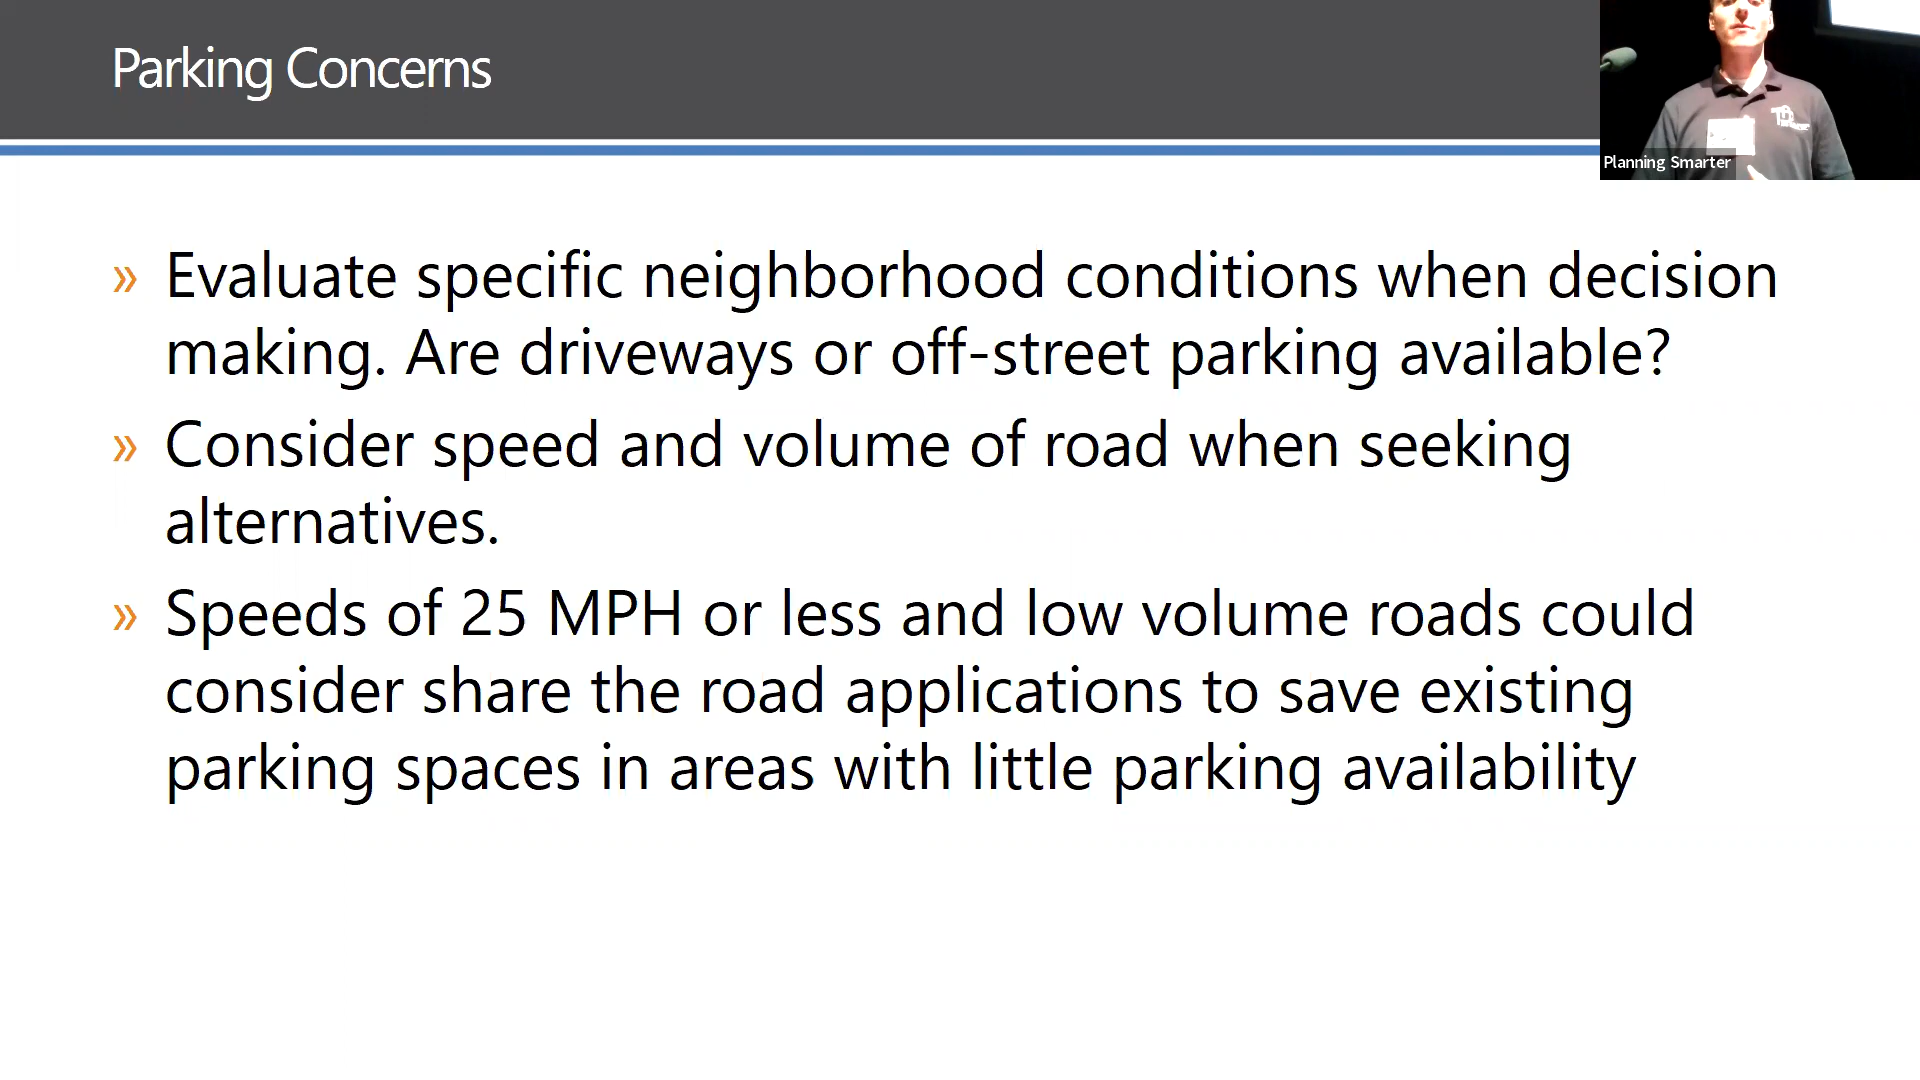 Parking Concerns
Planning Smarter
» Evaluate specific neighborhood conditions when decision
making. Are driveways or off-street parking available?
» Consider speed and volume of road when seeking
alternatives.
» Speeds of 25 MPH or less and low volume roads could
consider share the road applications to save existing
parking spaces in areas with little parking availability